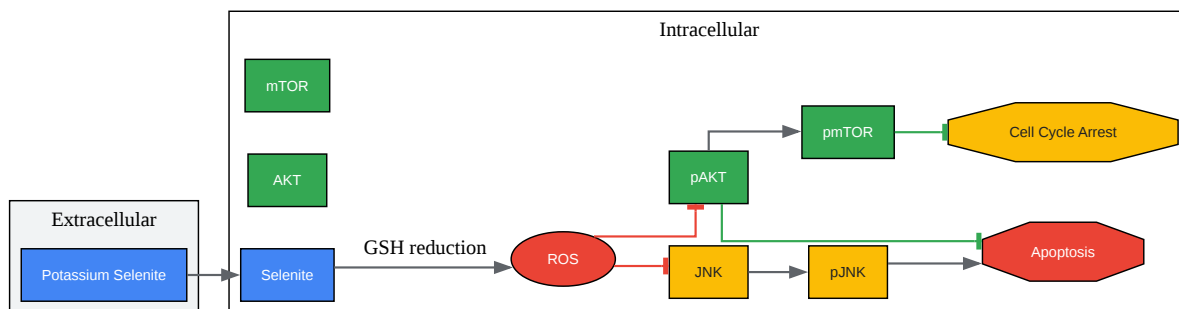 Intracellular
mTOR
pmTOR
Cell Cycle Arrest
AKT
pAKT
Extracellular
Potassium Selenite
Selenite
GSH reduction
ROS
JNK
pJNK
Apoptosis